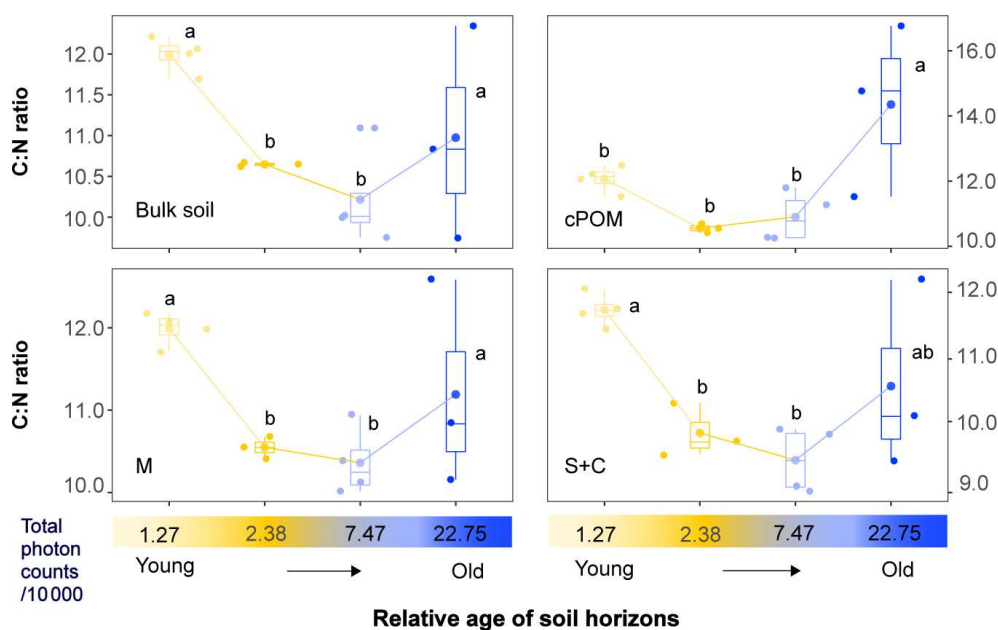 C:N ratio
12.0
11.0
10.5
10.0
a
b
b
a
Bulk soil
b
b
b
a
cPOM
16.0
14.0
12.0
10.0
C:N ratio
12.0
11.0
10.0
a
b
b
a
M
a
b
b
ab
S+C
12.0
11.0
10.0
9.0
Total
photon
counts
/10 000
1.27 2.38 7.47 22.75
Young Old
1.27 2.38 7.47 22.75
Young Old
Relative age of soil horizons